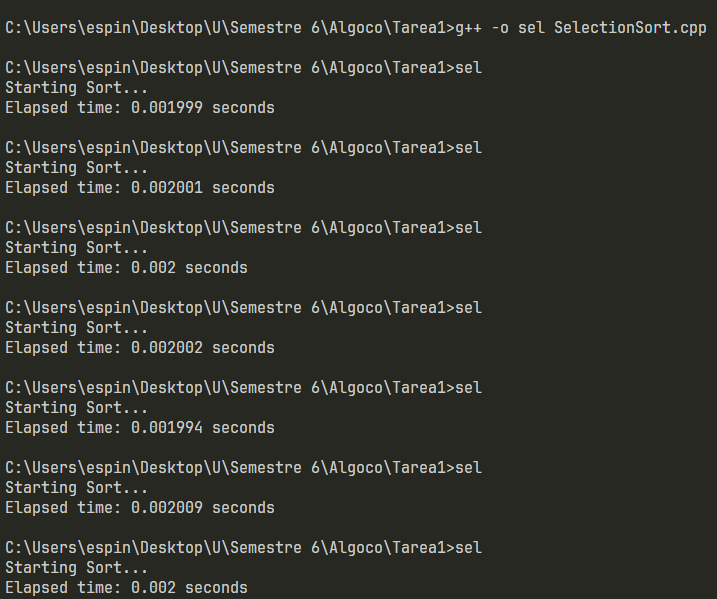 C:\Users\espin\Desktop\U\Semestre 6\Algoco\Tarea1>g++ -o sel SelectionSort.cpp
C:\Users\espin\Desktop\U\Semestre 6\Algoco\Tarea1>sel
Starting Sort...
Elapsed time: 0.001999 seconds
C:\Users\espin\Desktop\U\Semestre 6\Algoco\Tarea1>sel
Starting Sort...
Elapsed time: 0.002001 seconds
C:\Users\espin\Desktop\U\Semestre 6\Algoco\Tarea1>sel
Starting Sort...
Elapsed time: 0.002 seconds
C:\Users\espin\Desktop\U\Semestre 6\Algoco\Tarea1>sel
Starting Sort...
Elapsed time: 0.002002 seconds
C:\Users\espin\Desktop\U\Semestre 6\Algoco\Tarea1>sel
Starting Sort...
Elapsed time: 0.001994 seconds
C:\Users\espin\Desktop\U\Semestre 6\Algoco\Tarea1>sel
Starting Sort...
Elapsed time: 0.002009 seconds
C:\Users\espin\Desktop\U\Semestre 6\Algoco\Tarea1>sel
Starting Sort...
Elapsed time: 0.002 seconds